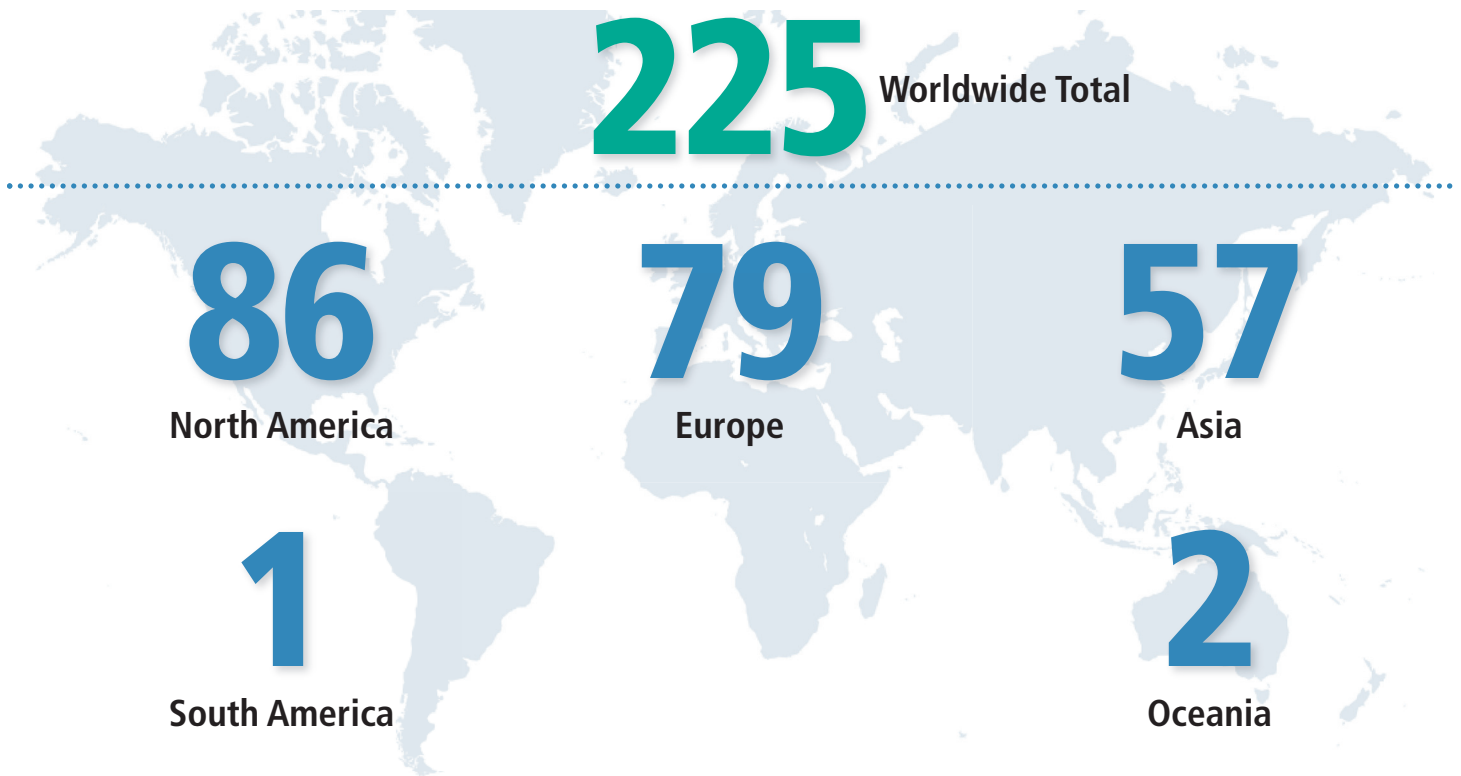 225 Worldwide Total
86
North America
79
Europe
57
Asia
1
South America
2
Oceania